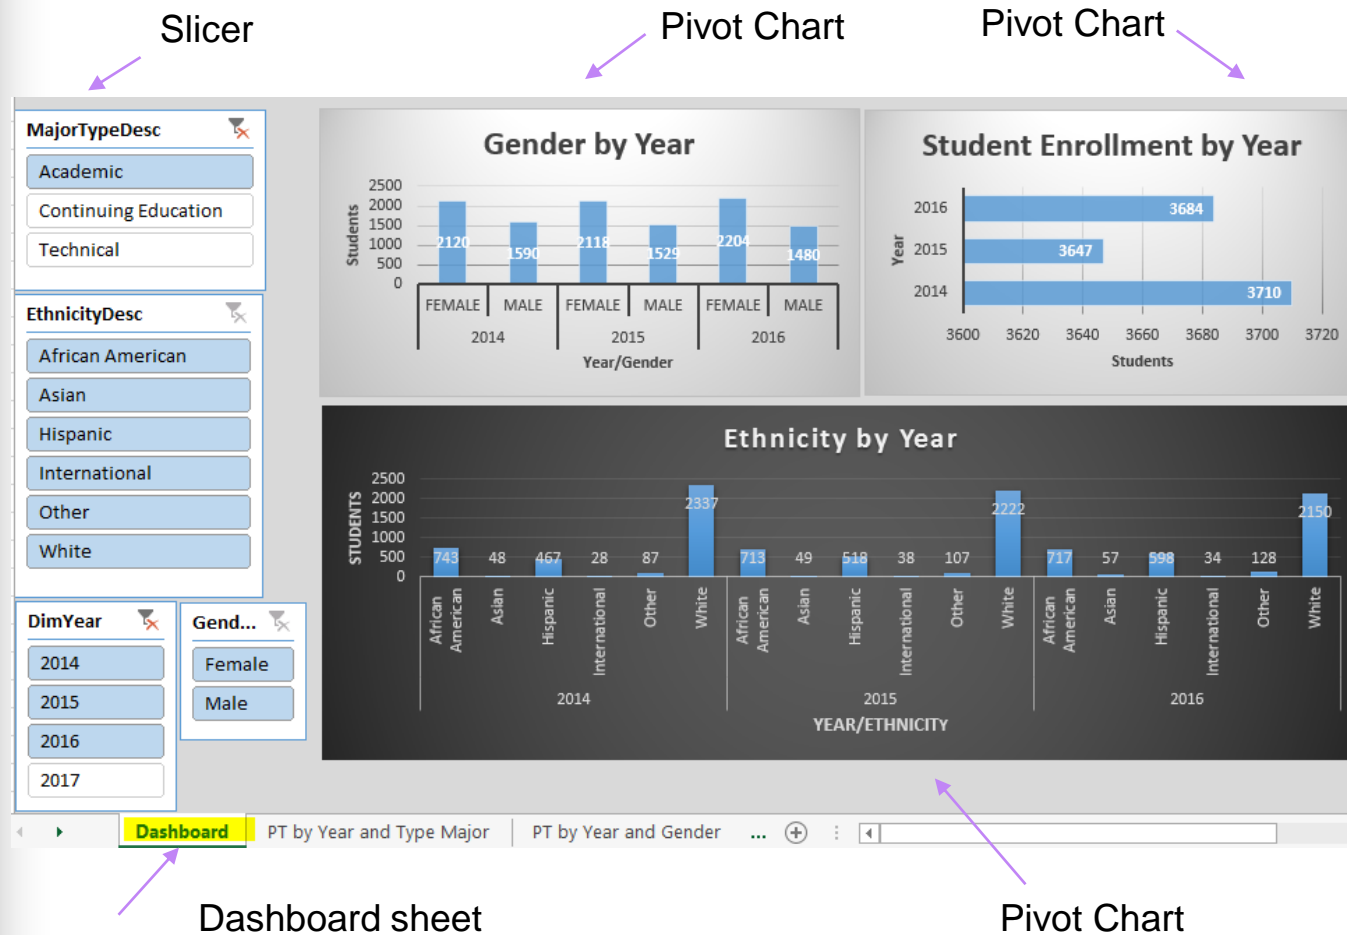 Slicer
Pivot Chart
Pivot Chart
MajorTypeDesc
Academic
Continuing Education
Technical
EthnicityDesc
African American
Asian
Hispanic
International
Other
White
DimYear
2014
2015
2016
2017
Gend...
Female
Male
Gender by Year
Students
2500
2000
1500
1000
500
0
2120
1590
2118
1529
2204
1480
FEMALE MALE FEMALE MALE FEMALE MALE
2014 2015 2016
Year/Gender
Student Enrollment by Year
Year
2016
3684
2015
3647
2014
3710
3600 3620 3640 3660 3680 3700 3720
Students
Ethnicity by Year
STUDENTS
2500
2000
1500
1000
500
0
743 48 467 28 87 2337 713 49 518 38 107 2222 717 57 598 34 128 2150
African American Asian Hispanic International Other White African American Asian Hispanic International Other White African American Asian Hispanic International Other White
2014 2015 2016
YEAR/ETHNICITY
Dashboard PT by Year and Type Major PT by Year and Gender ...
Dashboard sheet
Pivot Chart